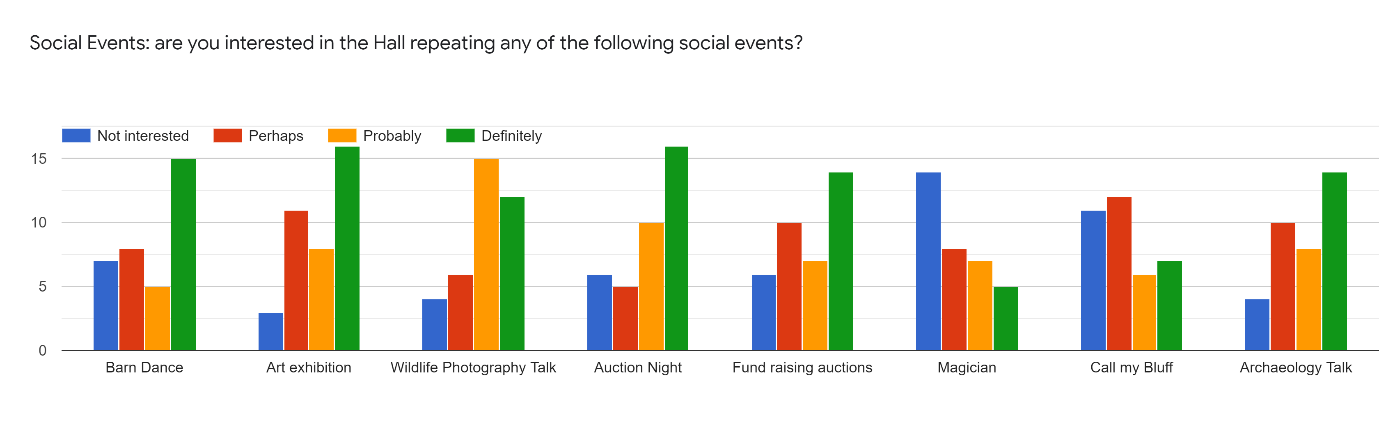 Social Events: are you interested in the Hall repeating any of the following social events?
Not interested Perhaps Probably Definitely
15
10
5
0
Barn Dance Art exhibition Wildlife Photography Talk Auction Night Fund raising auctions Magician Call my Bluff Archaeology Talk